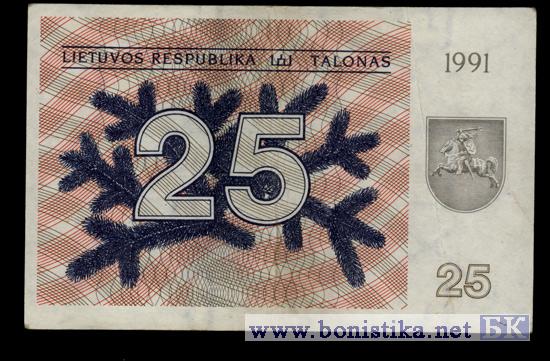 LIETUVOS RESPUBLIKA TALONAS
1991
25
25
www.bonistika.net БК